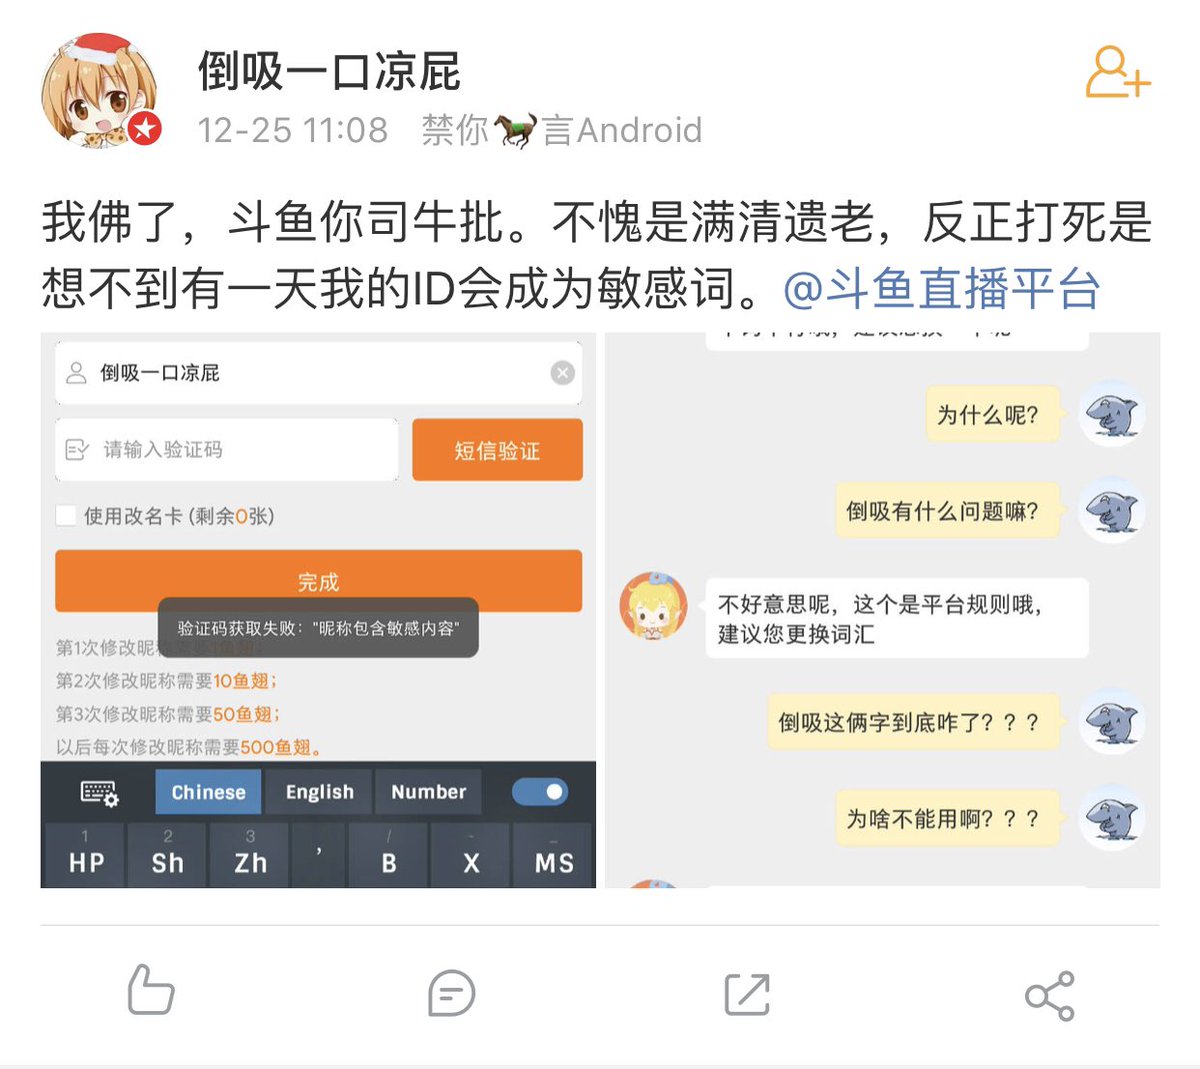 倒吸一口凉屁
12-25 11:08 禁你🐎言Android
我佛了，斗鱼你司牛批。不愧是满清遗老，反正打死是
想不到有一天我的ID会成为敏感词。@斗鱼直播平台
倒吸一口凉屁
请输入验证码
短信验证
使用改名卡 (剩余0张)
完成
验证码获取失败："昵称包含敏感内容"
第1次修改昵
第2次修改昵称需要10鱼翅；
第3次修改昵称需要50鱼翅；
以后每次修改昵称需要500鱼翅。
Chinese English Number
1 2 3 / - _
HP Sh Zh ， B X MS
为什么呢？
倒吸有什么问题嘛？
不好意思呢，这个是平台规则哦，
建议您更换词汇
倒吸这俩字到底咋了？？？
为啥不能用啊？？？